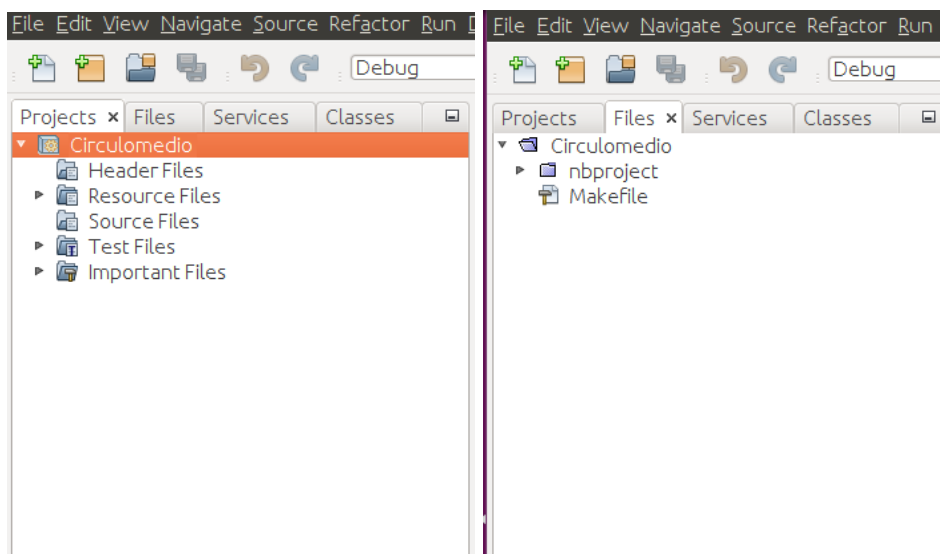 File Edit View Navigate Source Refactor Run
Debug
Projects Files Services Classes
Circulomedio
Header Files
Resource Files
Source Files
Test Files
Important Files
File Edit View Navigate Source Refactor Run
Debug
Projects Files Services Classes
Circulomedio
nbproject
Makefile